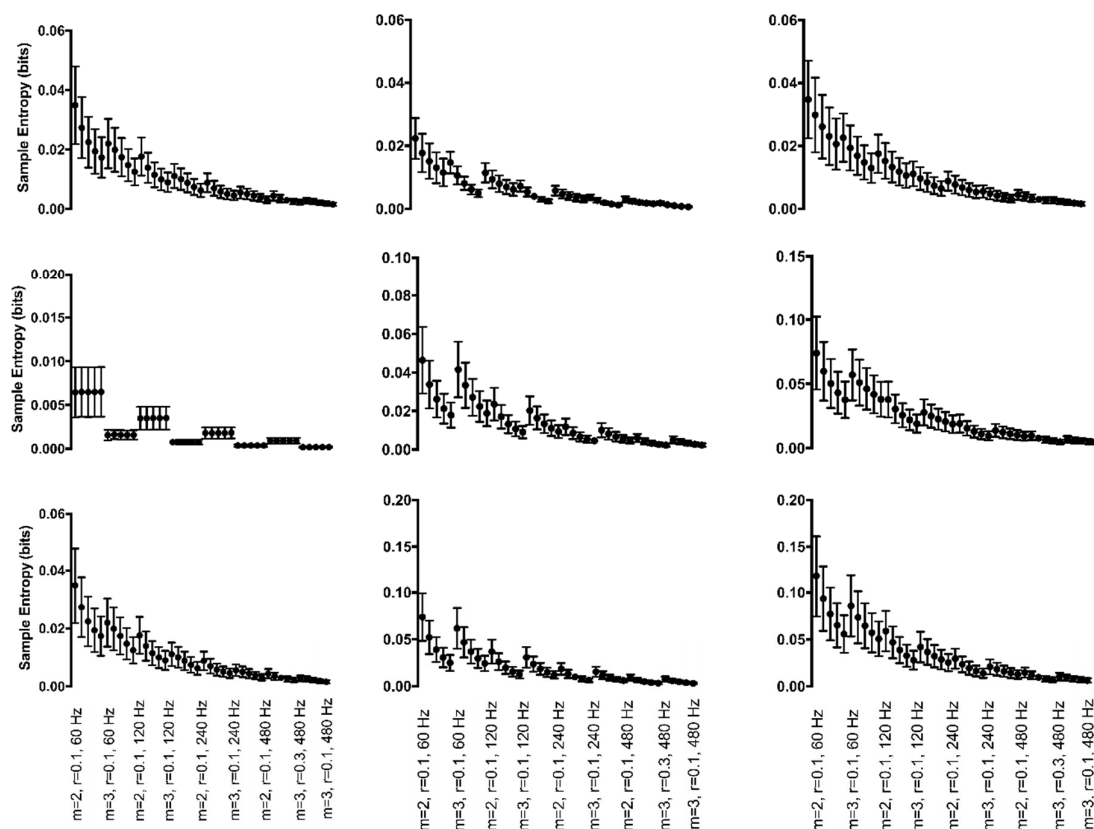 Sample Entropy (bits)
0.06
0.04
0.02
0.00
0.06
0.04
0.02
0.00
0.06
0.04
0.02
0.00
Sample Entropy (bits)
0.020
0.015
0.010
0.005
0.000
0.10
0.08
0.06
0.04
0.02
0.00
0.15
0.10
0.05
0.00
Sample Entropy (bits)
0.06
0.04
0.02
0.00
0.20
0.15
0.10
0.05
0.00
0.20
0.15
0.10
0.05
0.00
m=2, r=0.1, 60 Hz
m=3, r=0.1, 60 Hz
m=2, r=0.1, 120 Hz
m=3, r=0.1, 120 Hz
m=2, r=0.1, 240 Hz
m=3, r=0.1, 240 Hz
m=2, r=0.1, 480 Hz
m=3, r=0.3, 480 Hz
m=3, r=0.1, 480 Hz
m=2, r=0.1, 60 Hz
m=3, r=0.1, 60 Hz
m=2, r=0.1, 120 Hz
m=3, r=0.1, 120 Hz
m=2, r=0.1, 240 Hz
m=3, r=0.1, 240 Hz
m=2, r=0.1, 480 Hz
m=3, r=0.3, 480 Hz
m=3, r=0.1, 480 Hz
m=2, r=0.1, 60 Hz
m=3, r=0.1, 60 Hz
m=2, r=0.1, 120 Hz
m=3, r=0.1, 120 Hz
m=2, r=0.1, 240 Hz
m=3, r=0.1, 240 Hz
m=2, r=0.1, 480 Hz
m=3, r=0.3, 480 Hz
m=3, r=0.1, 480 Hz